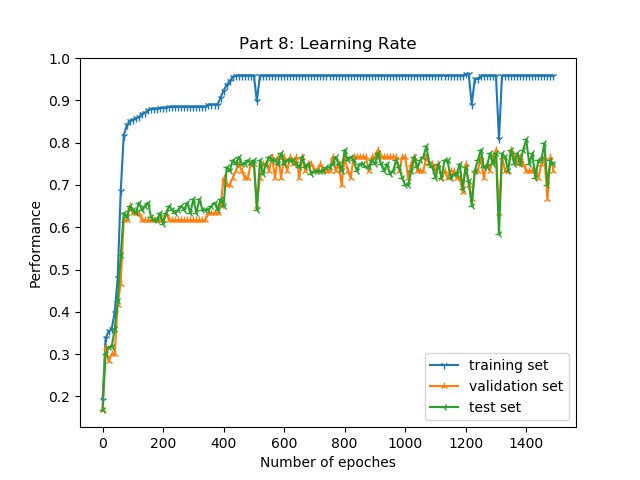 Part 8: Learning Rate
1.0
0.9
0.8
0.7
0.6
0.5
0.4
0.3
0.2
Performance
training set
validation set
test set
0 200 400 600 800 1000 1200 1400
Number of epoches